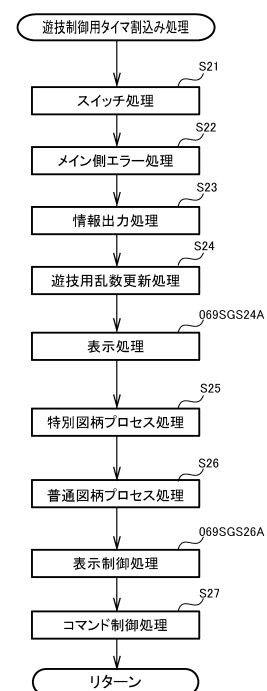 遊技制御用タイマ割込み処理
S21
スイッチ処理
S22
メイン側エラー処理
S23
情報出力処理
S24
遊技用乱数更新処理
069SGS24A
表示処理
S25
特別図柄プロセス処理
S26
普通図柄プロセス処理
069SGS26A
表示制御処理
S27
コマンド制御処理
リターン